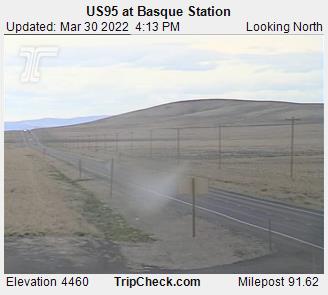 US95 at Basque Station
Updated: Mar 30 2022 4:13 PM Looking North
Elevation 4460 TripCheck.com Milepost 91.62